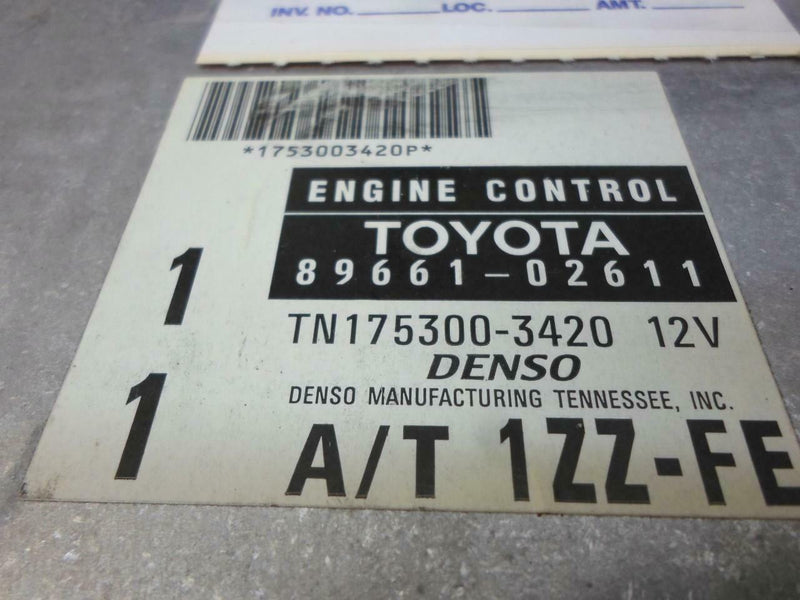 INV. NO. LOC. AMT.
*1753003420P*
ENGINE CONTROL
TOYOTA
89661-02611
1
TN175300-3420 12V
DENSO
DENSO MANUFACTURING TENNESSEE, INC.
1
A/T 1ZZ-FE